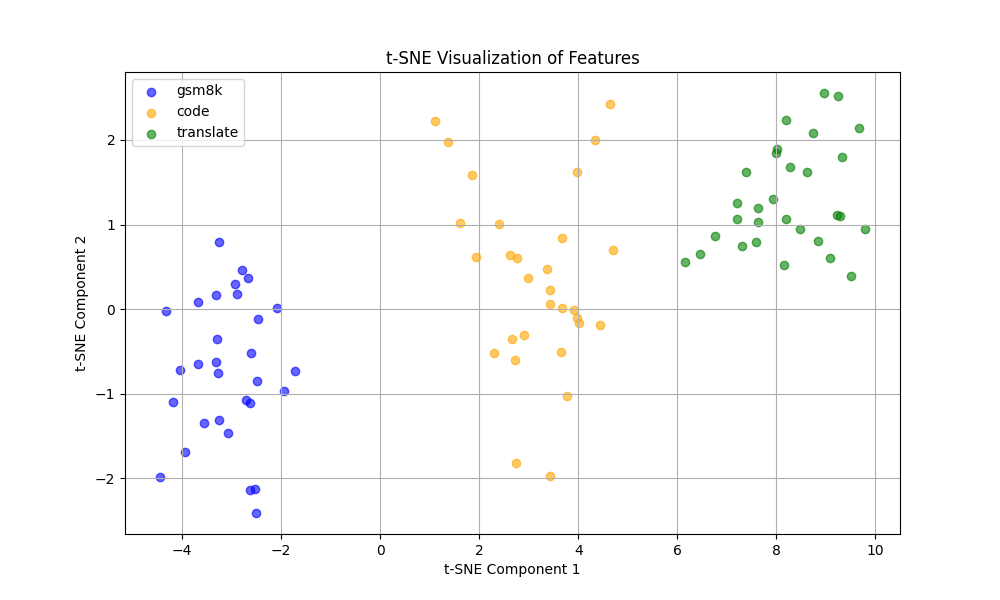 t-SNE Visualization of Features
gsm8k
code
translate
t-SNE Component 2
2
1
0
−1
−2
−4
−2
0
2
4
6
8
10
t-SNE Component 1